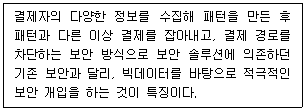 결제자의 다양한 정보를 수집해 패턴을 만든 후
패턴과 다른 이상 결제를 잡아내고, 결제 경로를
차단하는 보안 방식으로 보안 솔루션에 의존하던
기존 보안과 달리, 빅데이터를 바탕으로 적극적인
보안 개입을 하는 것이 특징이다.